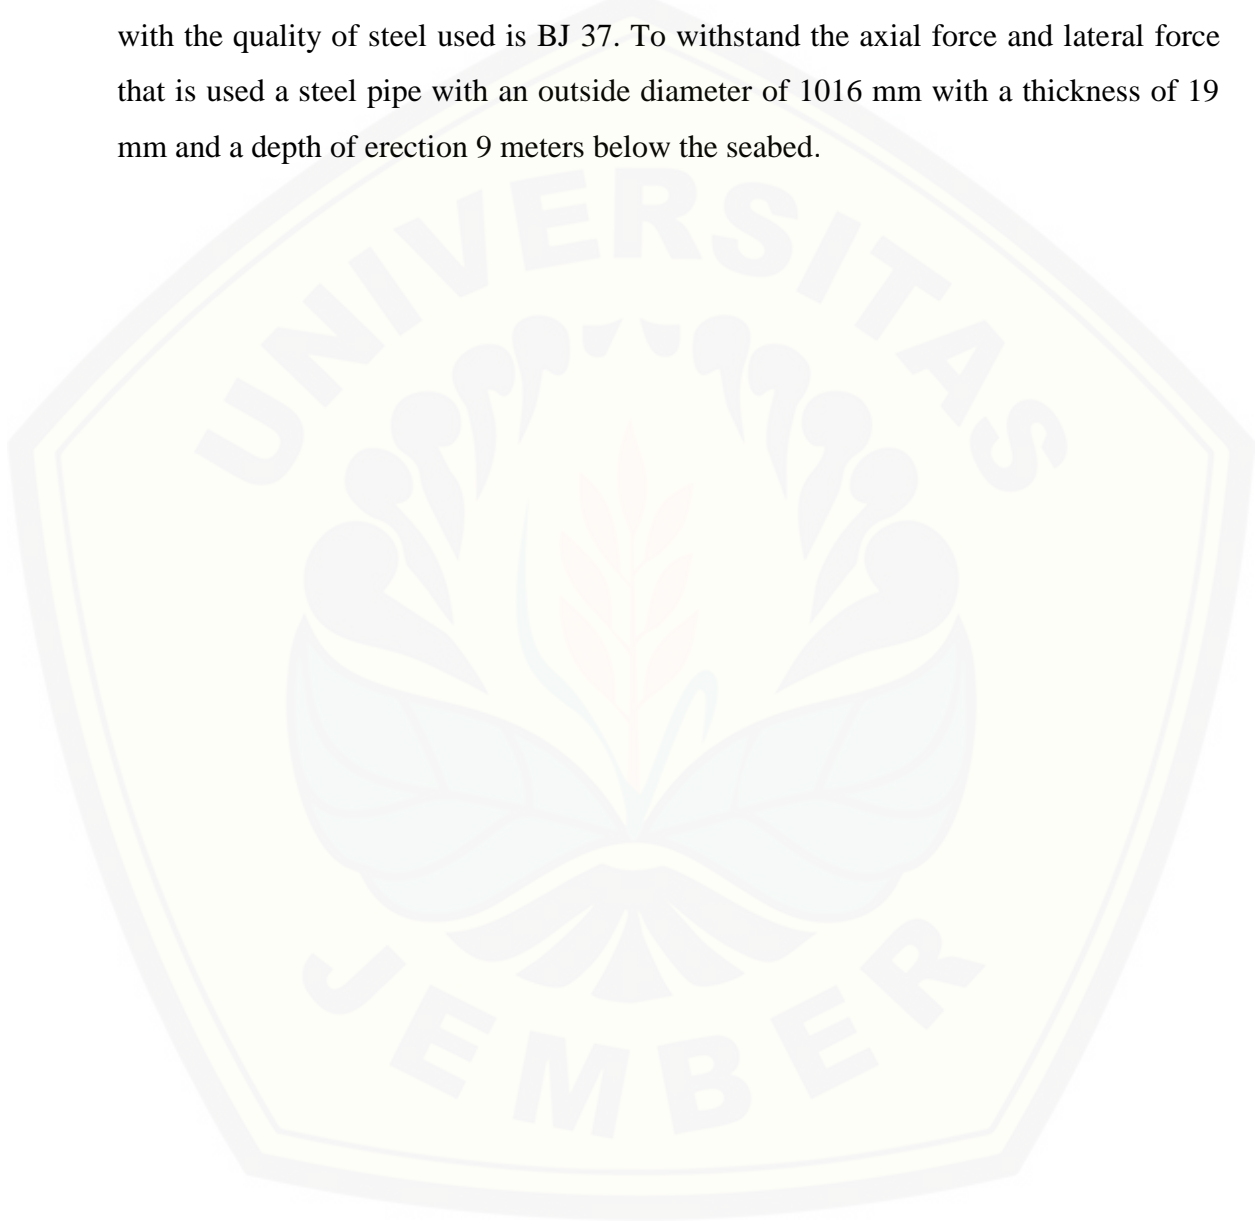 with the quality of steel used is BJ 37. To withstand the axial force and lateral force
that is used a steel pipe with an outside diameter of 1016 mm with a thickness of 19
mm and a depth of erection 9 meters below the seabed.
UNIVERSITAS
JEMBER